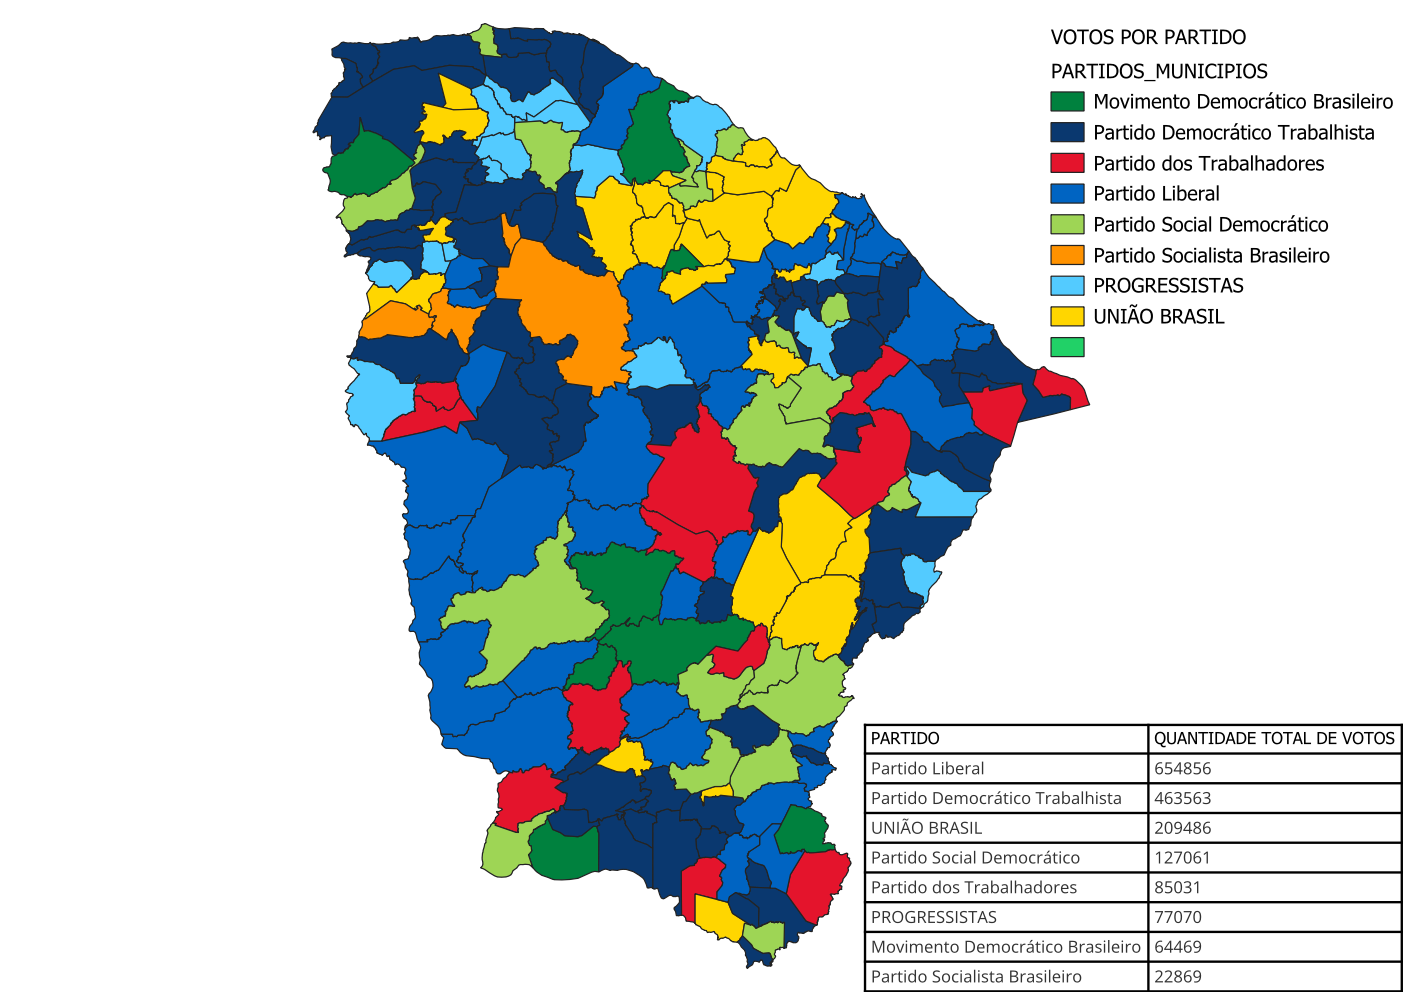 VOTOS POR PARTIDO
PARTIDOS_MUNICIPIOS
Movimento Democrático Brasileiro
Partido Democrático Trabalhista
Partido dos Trabalhadores
Partido Liberal
Partido Social Democrático
Partido Socialista Brasileiro
PROGRESSISTAS
UNIÃO BRASIL
PARTIDO QUANTIDADE TOTAL DE VOTOS
Partido Liberal 654856
Partido Democrático Trabalhista 463563
UNIÃO BRASIL 209486
Partido Social Democrático 127061
Partido dos Trabalhadores 85031
PROGRESSISTAS 77070
Movimento Democrático Brasileiro 64469
Partido Socialista Brasileiro 22869